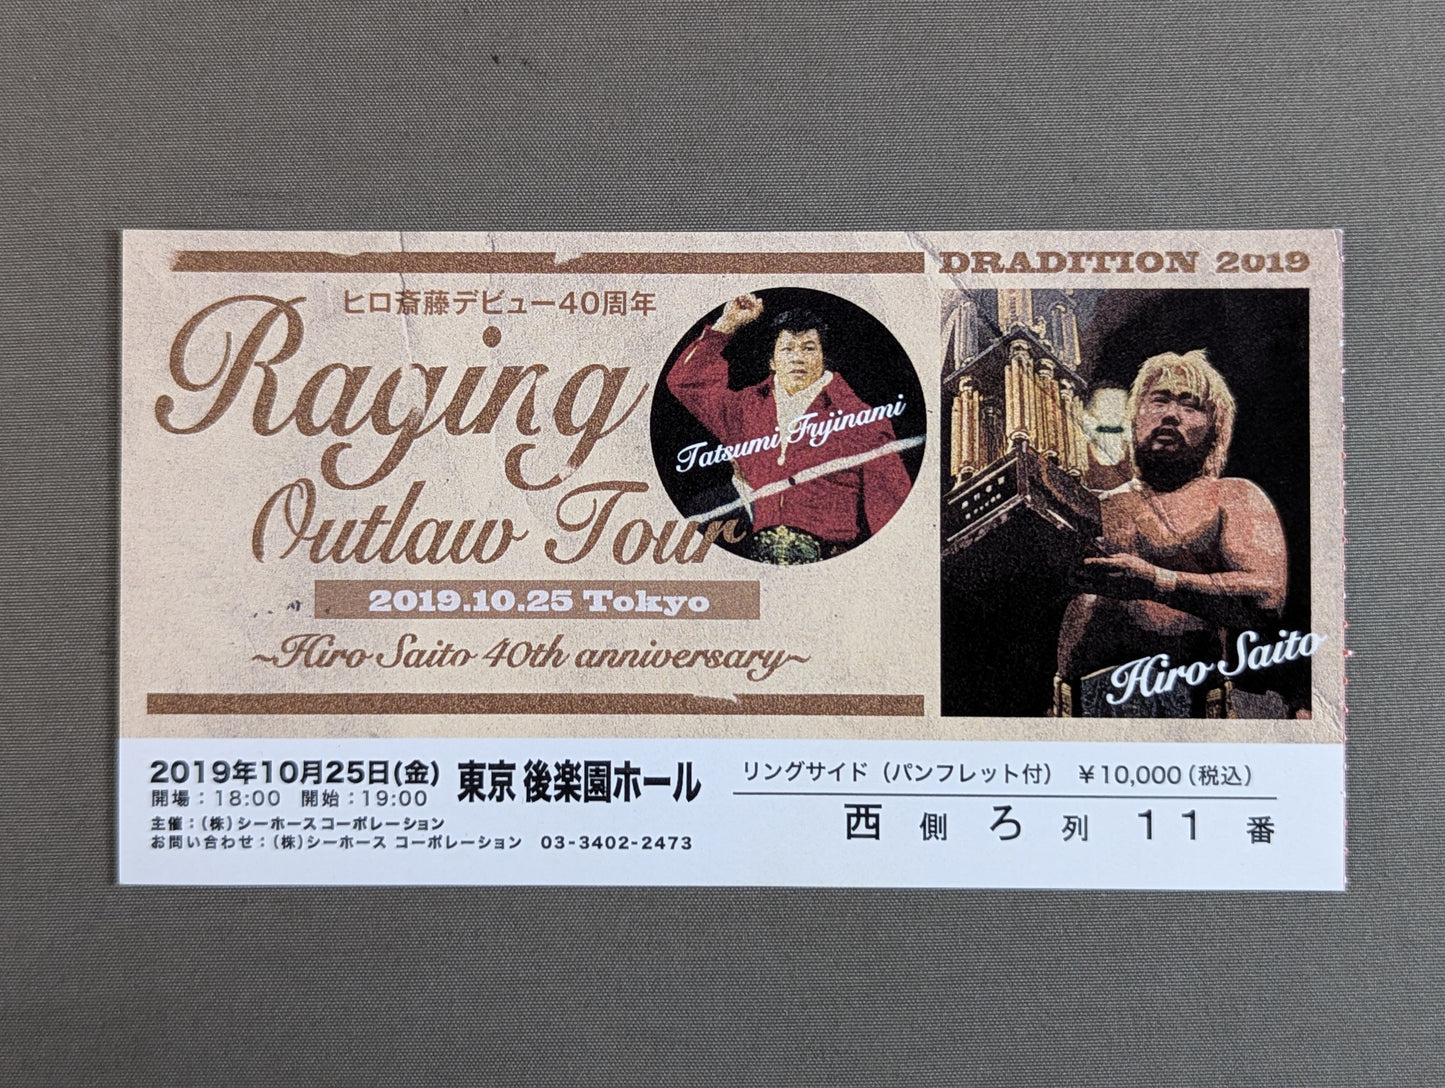 DRADITION 2019
ヒロ斎藤デビュー40周年
Raging
Outlaw Tour
Tatsumi Fujinami
2019.10.25 Tokyo
~Hiro Saito 40th anniversary~
Hiro Saito
2019年10月25日(金) 東京 後楽園ホール
開場：18:00 開始：19:00
主催：(株)シーホースコーポレーション
お問い合わせ：(株)シーホース コーポレーション 03-3402-2473
リングサイド（パンフレット付） ￥10,000（税込）
西 側 ろ 列 11 番